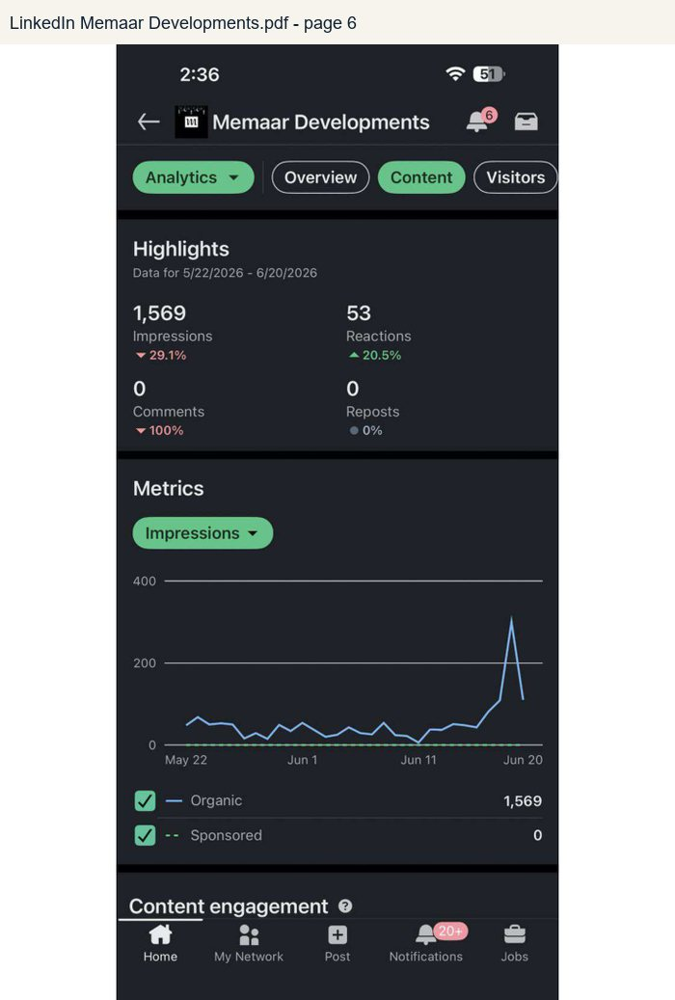 LinkedIn Memaar Developments.pdf - page 6
2:36 51
Memaar Developments 6
Analytics Overview Content Visitors
Highlights
Data for 5/22/2026 - 6/20/2026
1,569 53
Impressions Reactions
29.1% 20.5%
0 0
Comments Reposts
100% 0%
Metrics
Impressions
400
200
0
May 22 Jun 1 Jun 11 Jun 20
Organic 1,569
Sponsored 0
Content engagement ?
20+
Home My Network Post Notifications Jobs